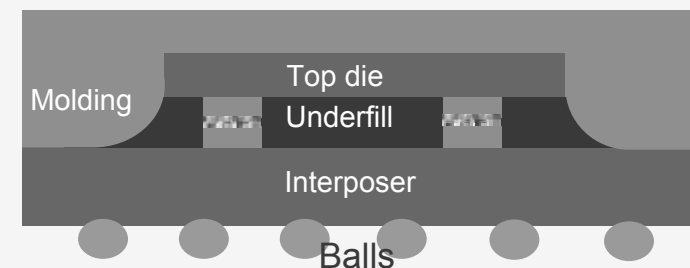 Top die
Molding
Underfill
Interposer
Balls